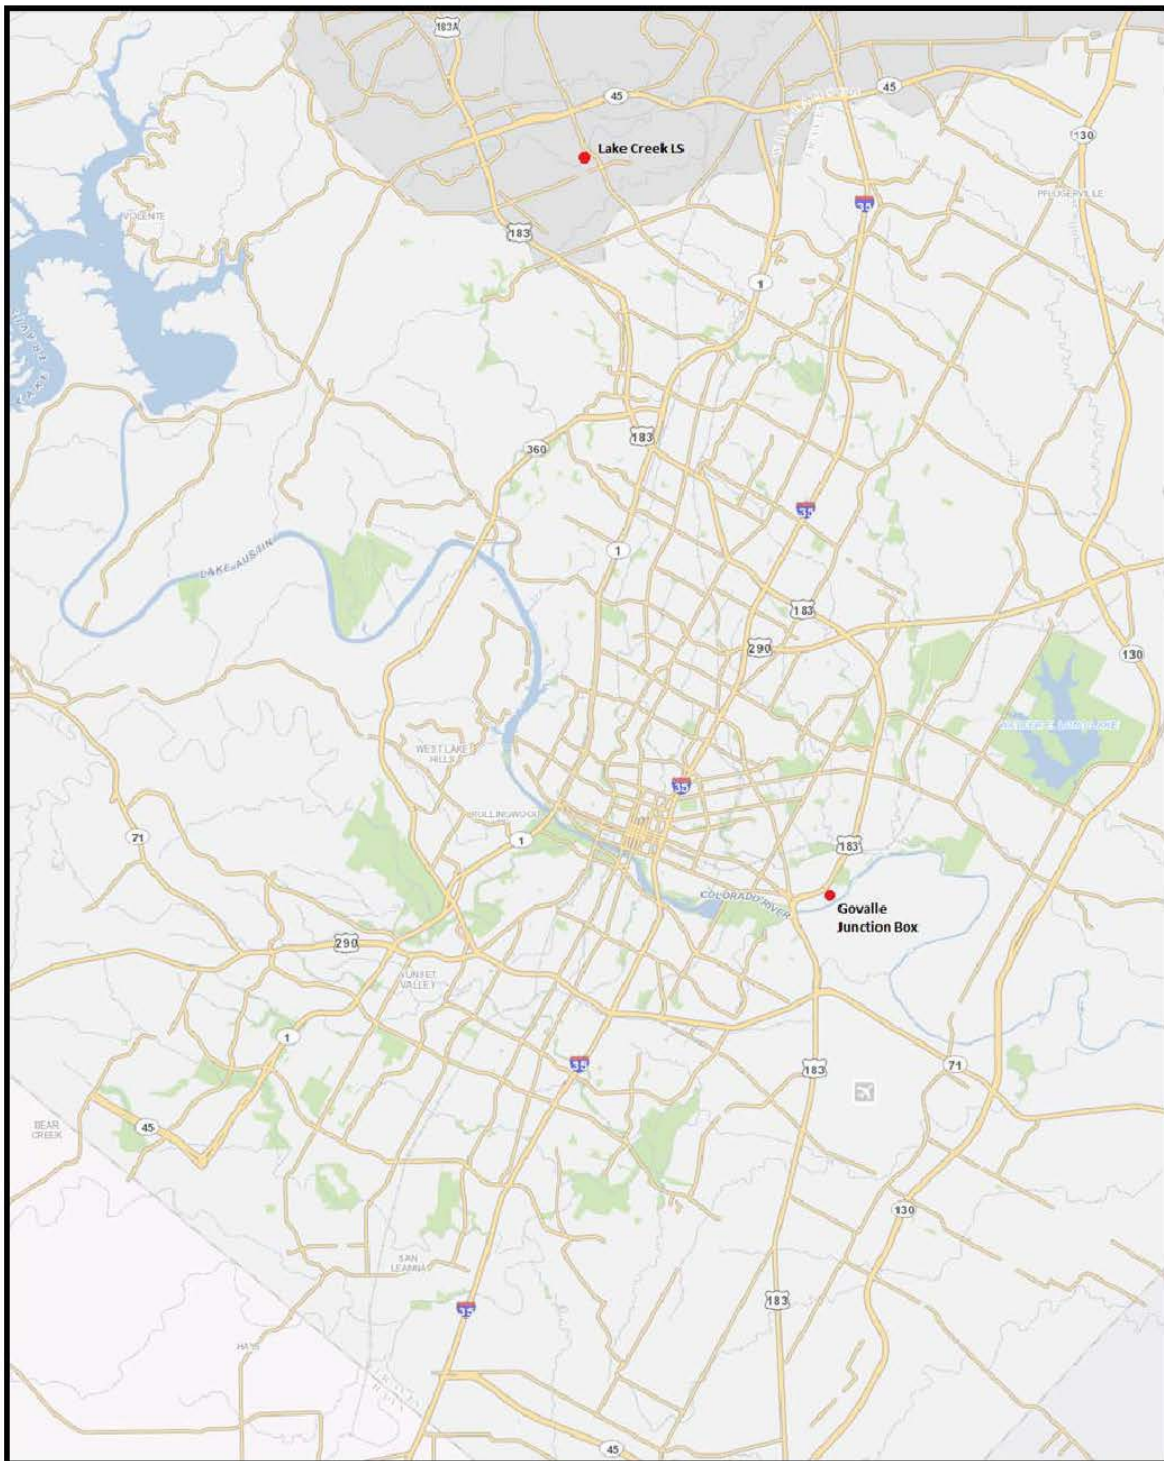 183A
45
45
130
Lake Creek LS
35
PFLUGERVILLE
VOLENTE
183
1
360
183
35
LAKE AUSTIN
1
183
290
130
WEST LAKE
HILLS
35
ROLLINGWOOD
71
1
183
COLORADO RIVER
Govalle
Junction Box
290
SUNSET
VALLEY
1
35
183
71
BEAR
CREEK
45
130
SAN
LEANNA
183
35
HAYS
TRAVIS
HAYS
45